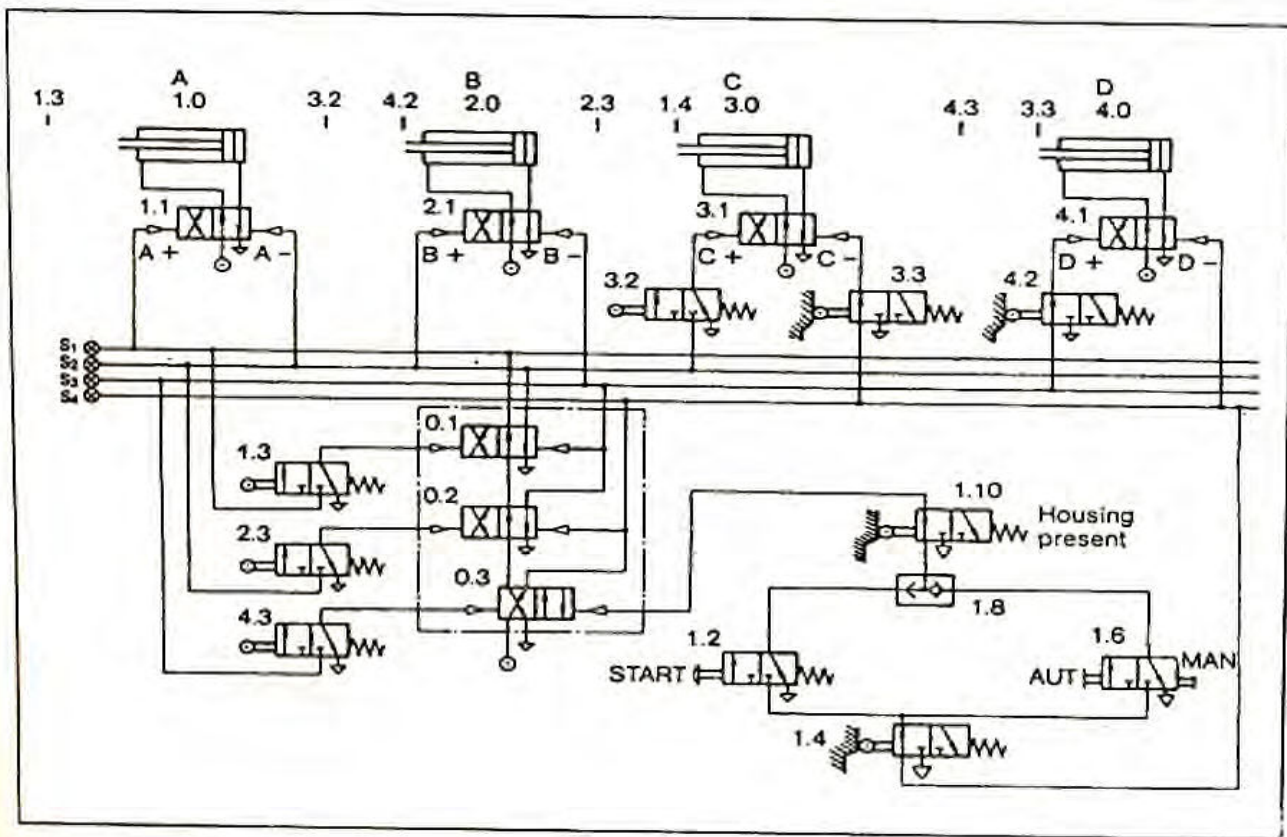 A B C D
1.3 1.0 3.2 4.2 2.0 2.3 1.4 3.0 4.3 3.3 4.0
1.1 2.1 3.1 4.1
A + A - B + B - C + C - D + D -
3.2 3.3 4.2
S1
S2
S3
S4
0.1
1.3
0.2
1.10 Housing
present
2.3
0.3
1.8
4.3
1.2 1.6
START AUT MAN
1.4